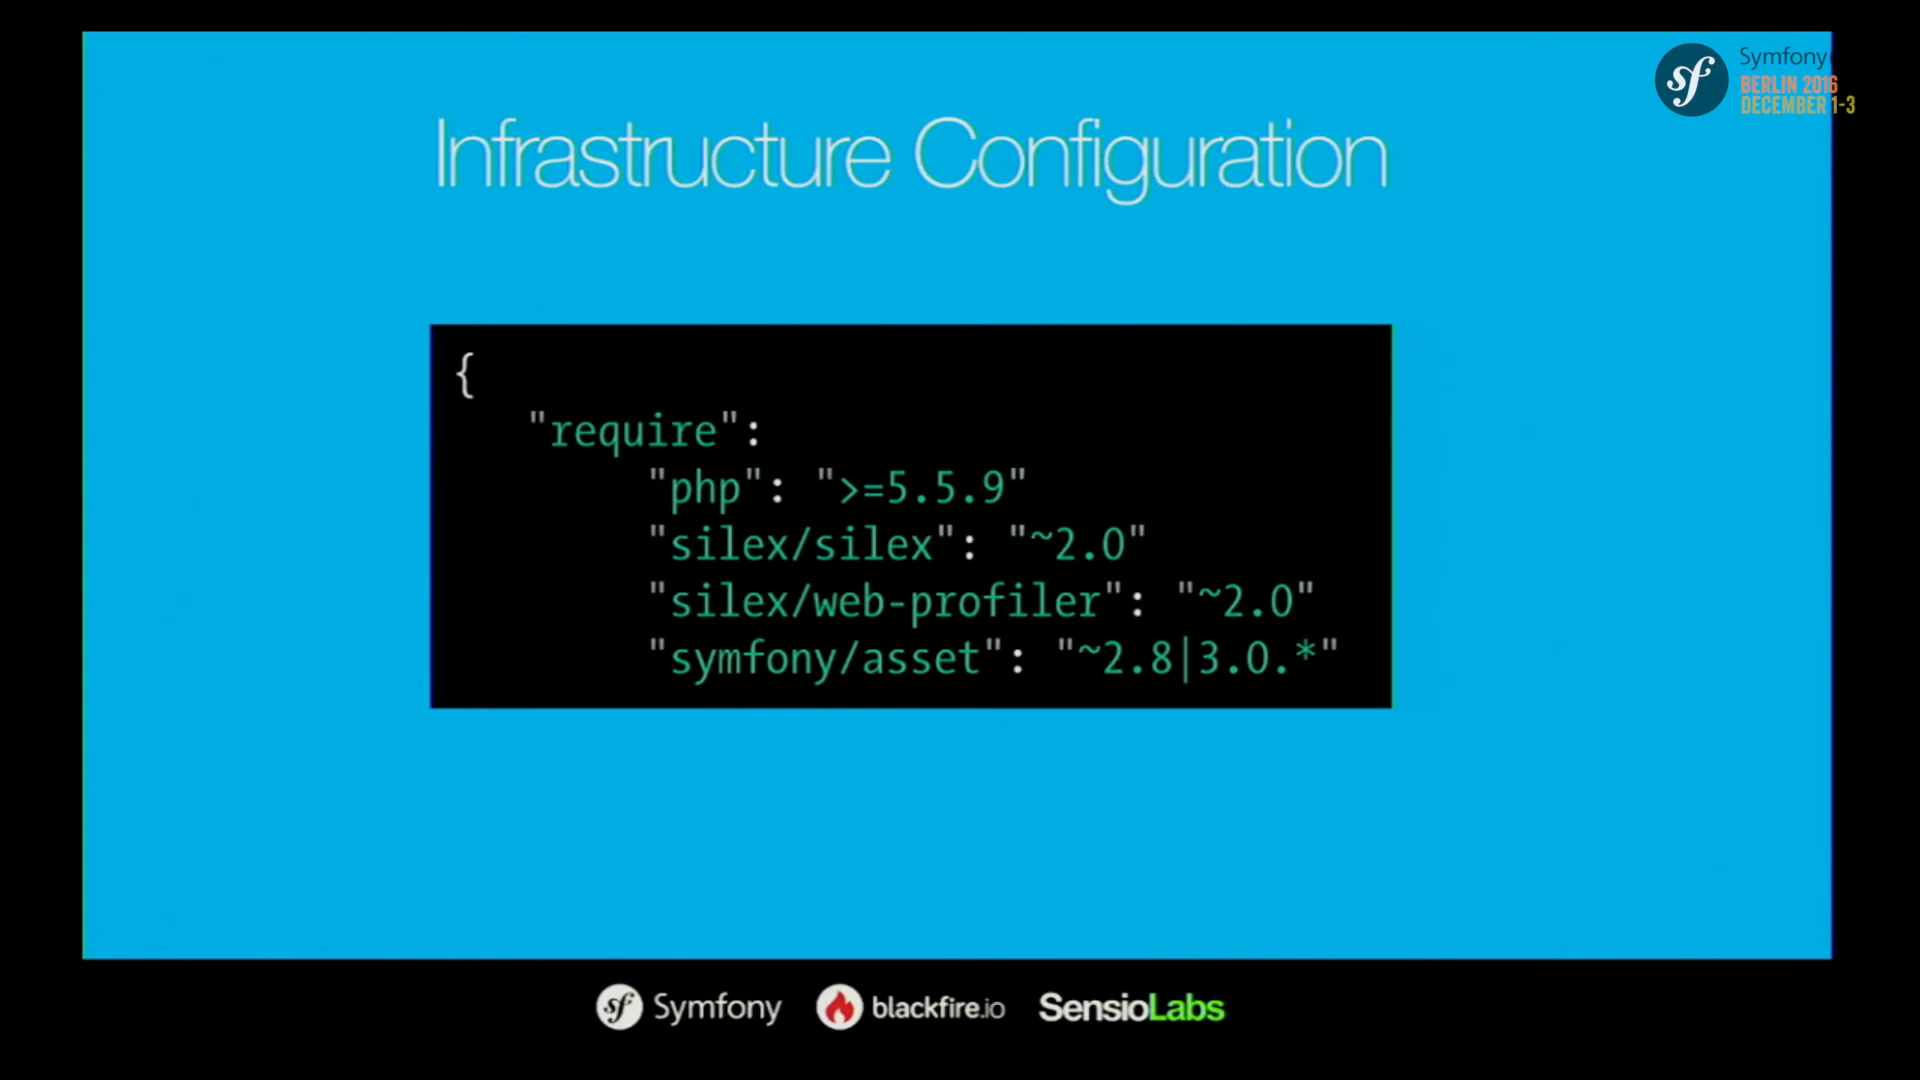 Symfony
BERLIN 2016
DECEMBER 1-3
Infrastructure Configuration
{
"require":
"php": ">=5.5.9"
"silex/silex": "~2.0"
"silex/web-profiler": "~2.0"
"symfony/asset": "~2.8|3.0.*"
sf Symfony blackfire.io SensioLabs